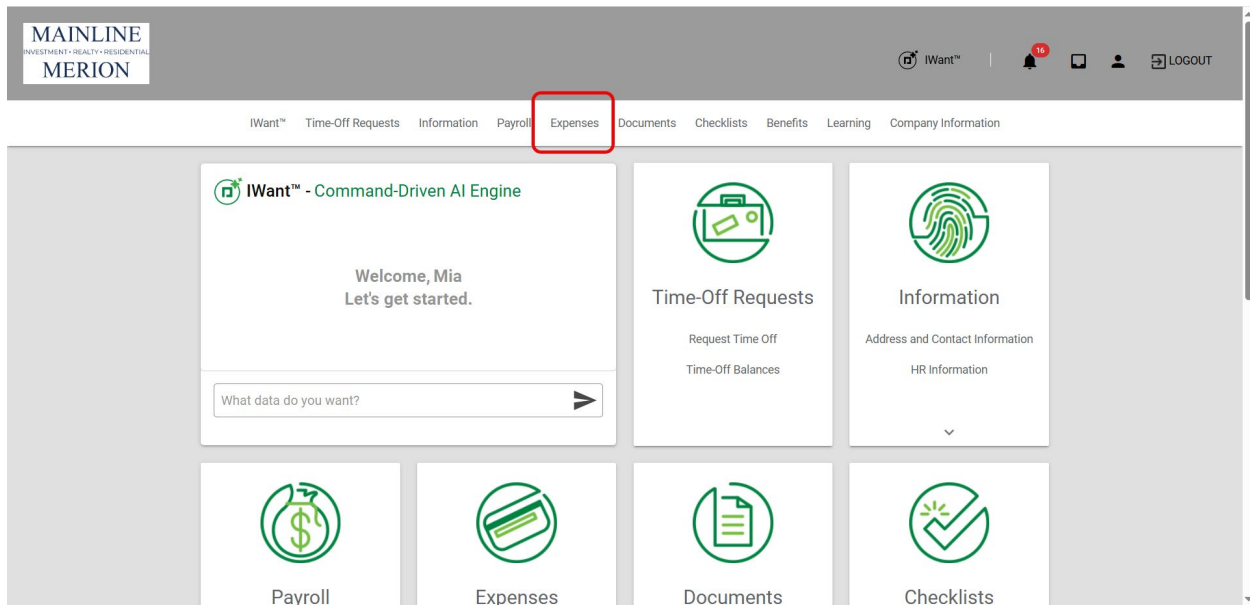 MAINLINE
INVESTMENT • REALTY • RESIDENTIAL
MERION
IWant™
16
LOGOUT
IWant™ Time-Off Requests Information Payroll Expenses Documents Checklists Benefits Learning Company Information
IWant™ - Command-Driven AI Engine
Welcome, Mia
Let's get started.
What data do you want?
Time-Off Requests
Request Time Off
Time-Off Balances
Information
Address and Contact Information
HR Information
Payroll
Expenses
Documents
Checklists